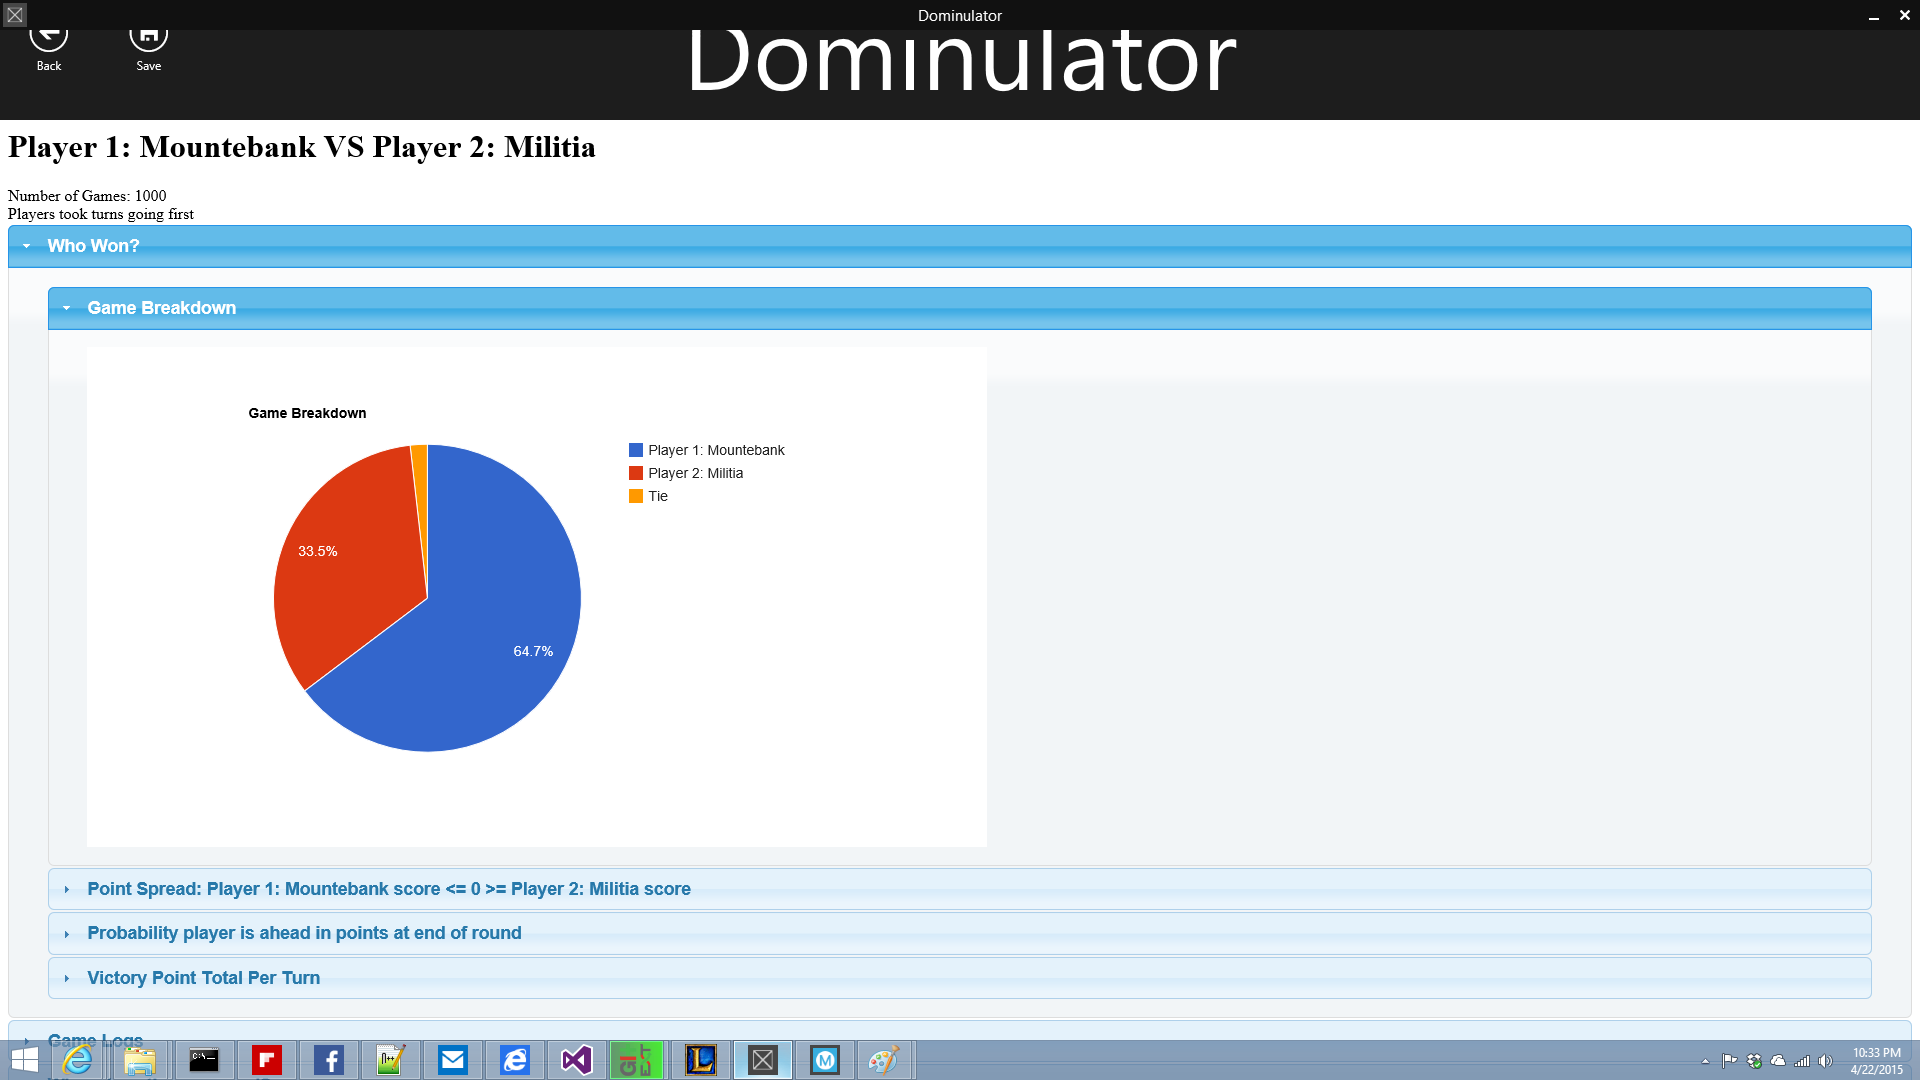 Dominulator
Back
Save
Dominulator
Player 1: Mountebank VS Player 2: Militia
Number of Games: 1000
Players took turns going first
Who Won?
Game Breakdown
Game Breakdown
Player 1: Mountebank
Player 2: Militia
Tie
33.5%
64.7%
Point Spread: Player 1: Mountebank score <= 0 >= Player 2: Militia score
Probability player is ahead in points at end of round
Victory Point Total Per Turn
Game Logs
10:33 PM
4/22/2015